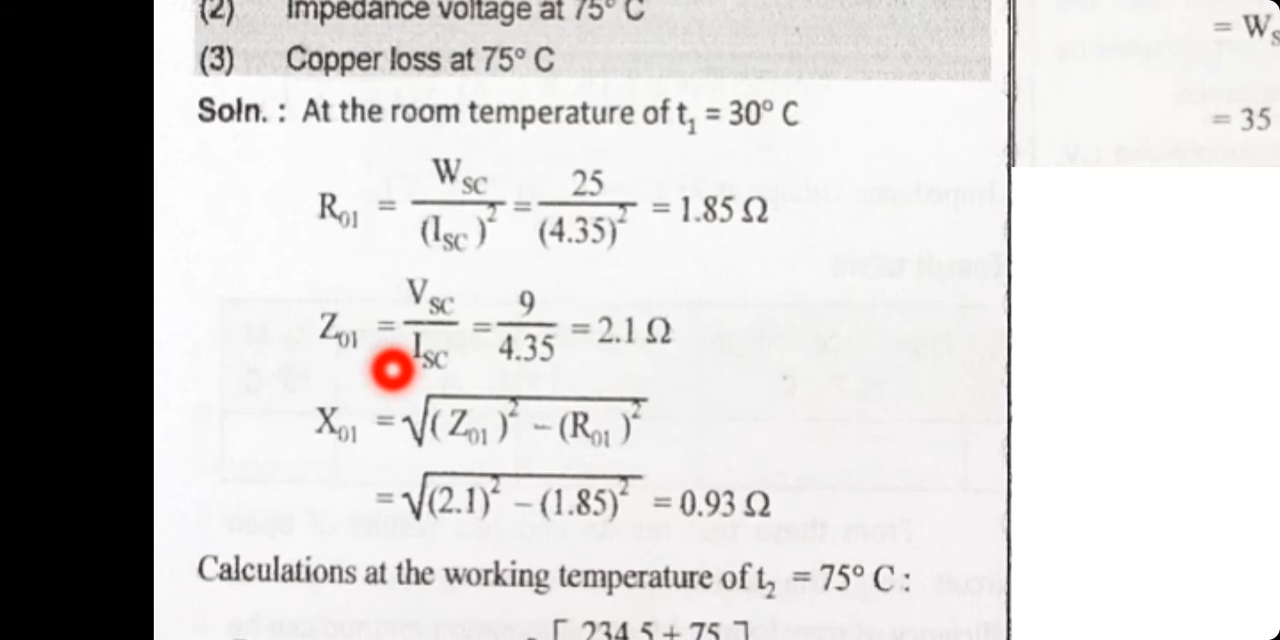 (2) Impedance voltage at 75° C
(3) Copper loss at 75° C
Soln. : At the room temperature of t₁ = 30° C
R₀₁ = W_SC / (I_SC)² = 25 / (4.35)² = 1.85 Ω
Z₀₁ = V_SC / I_SC = 9 / 4.35 = 2.1 Ω
X₀₁ = √((Z₀₁)² – (R₀₁)²)
= √((2.1)² – (1.85)²) = 0.93 Ω
Calculations at the working temperature of t₂ = 75° C :
[ 234.5 + 75 ]
= W
= 35